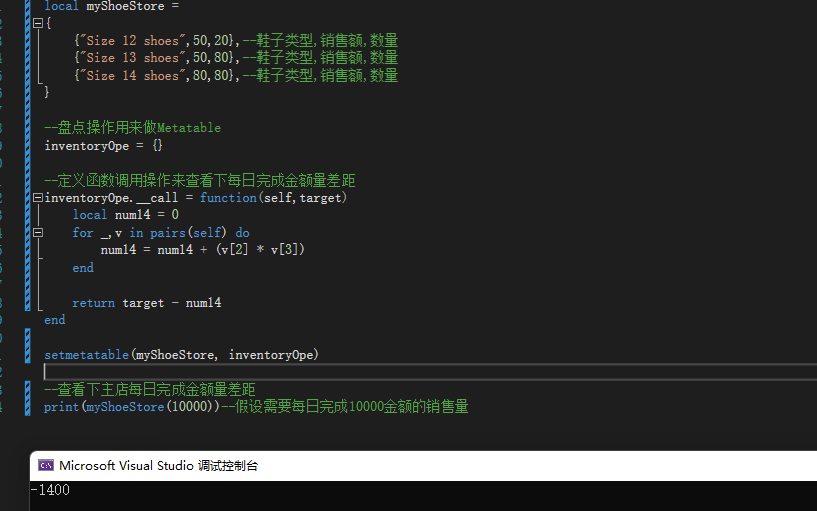 local myShoeStore =
{
    {"Size 12 shoes",50,20},--鞋子类型,销售额,数量
    {"Size 13 shoes",50,80},--鞋子类型,销售额,数量
    {"Size 14 shoes",80,80},--鞋子类型,销售额,数量
}
--盘点操作用来做Metatable
inventoryOpe = {}
--定义函数调用操作来查看下每日完成金额量差距
inventoryOpe.__call = function(self,target)
    local num14 = 0
    for _,v in pairs(self) do
        num14 = num14 + (v[2] * v[3])
    end
    return target - num14
end
setmetatable(myShoeStore, inventoryOpe)
--查看下主店每日完成金额量差距
print(myShoeStore(10000))--假设需要每日完成10000金额的销售量
Microsoft Visual Studio 调试控制台
-1400